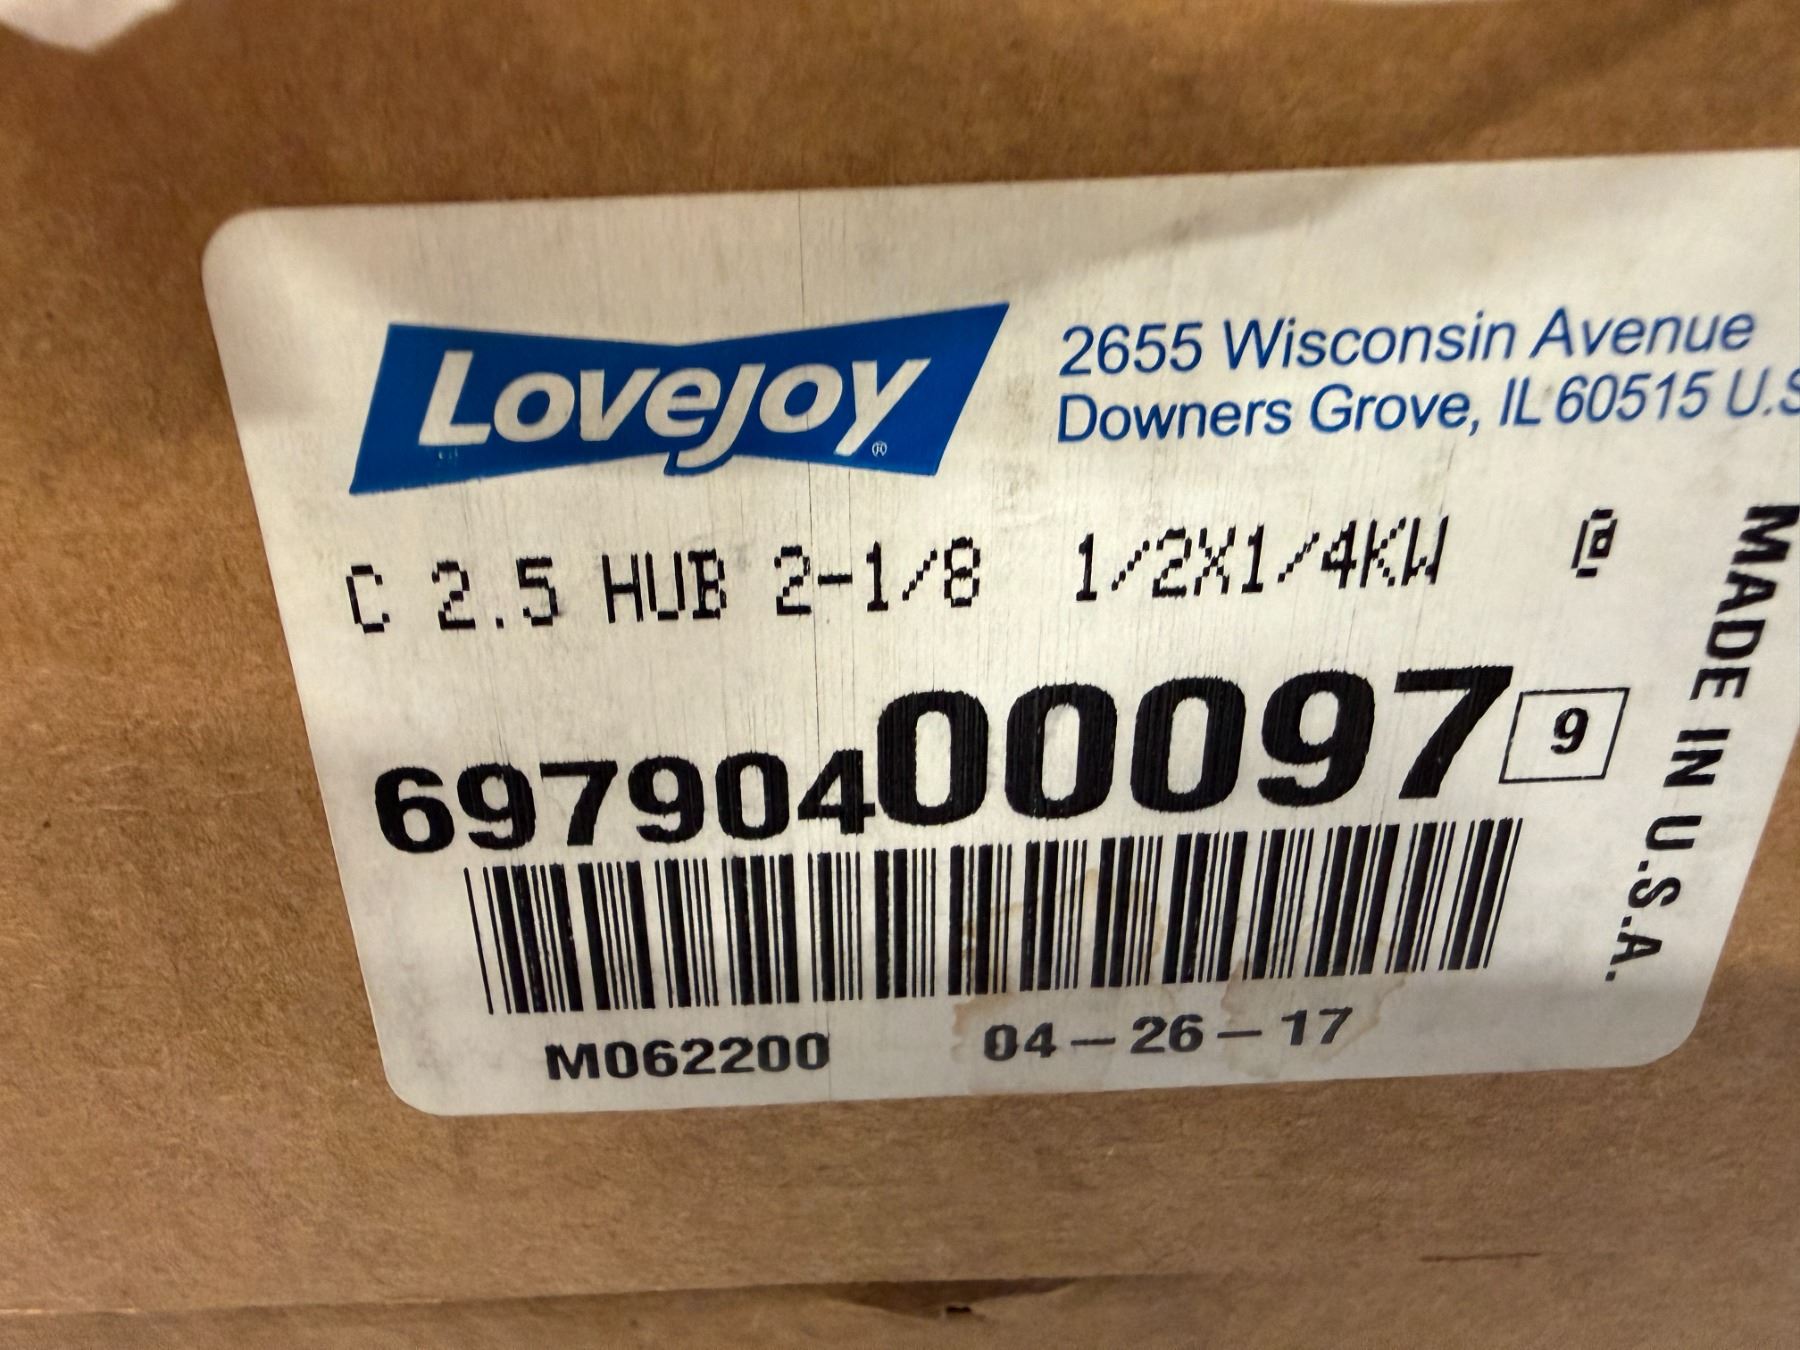 Lovejoy®
2655 Wisconsin Avenue
Downers Grove, IL 60515 U.S
C 2.5 HUB 2-1/8 1/2X1/4KW @
69790400097 9
M062200 04-26-17
MADE IN U.S.A.